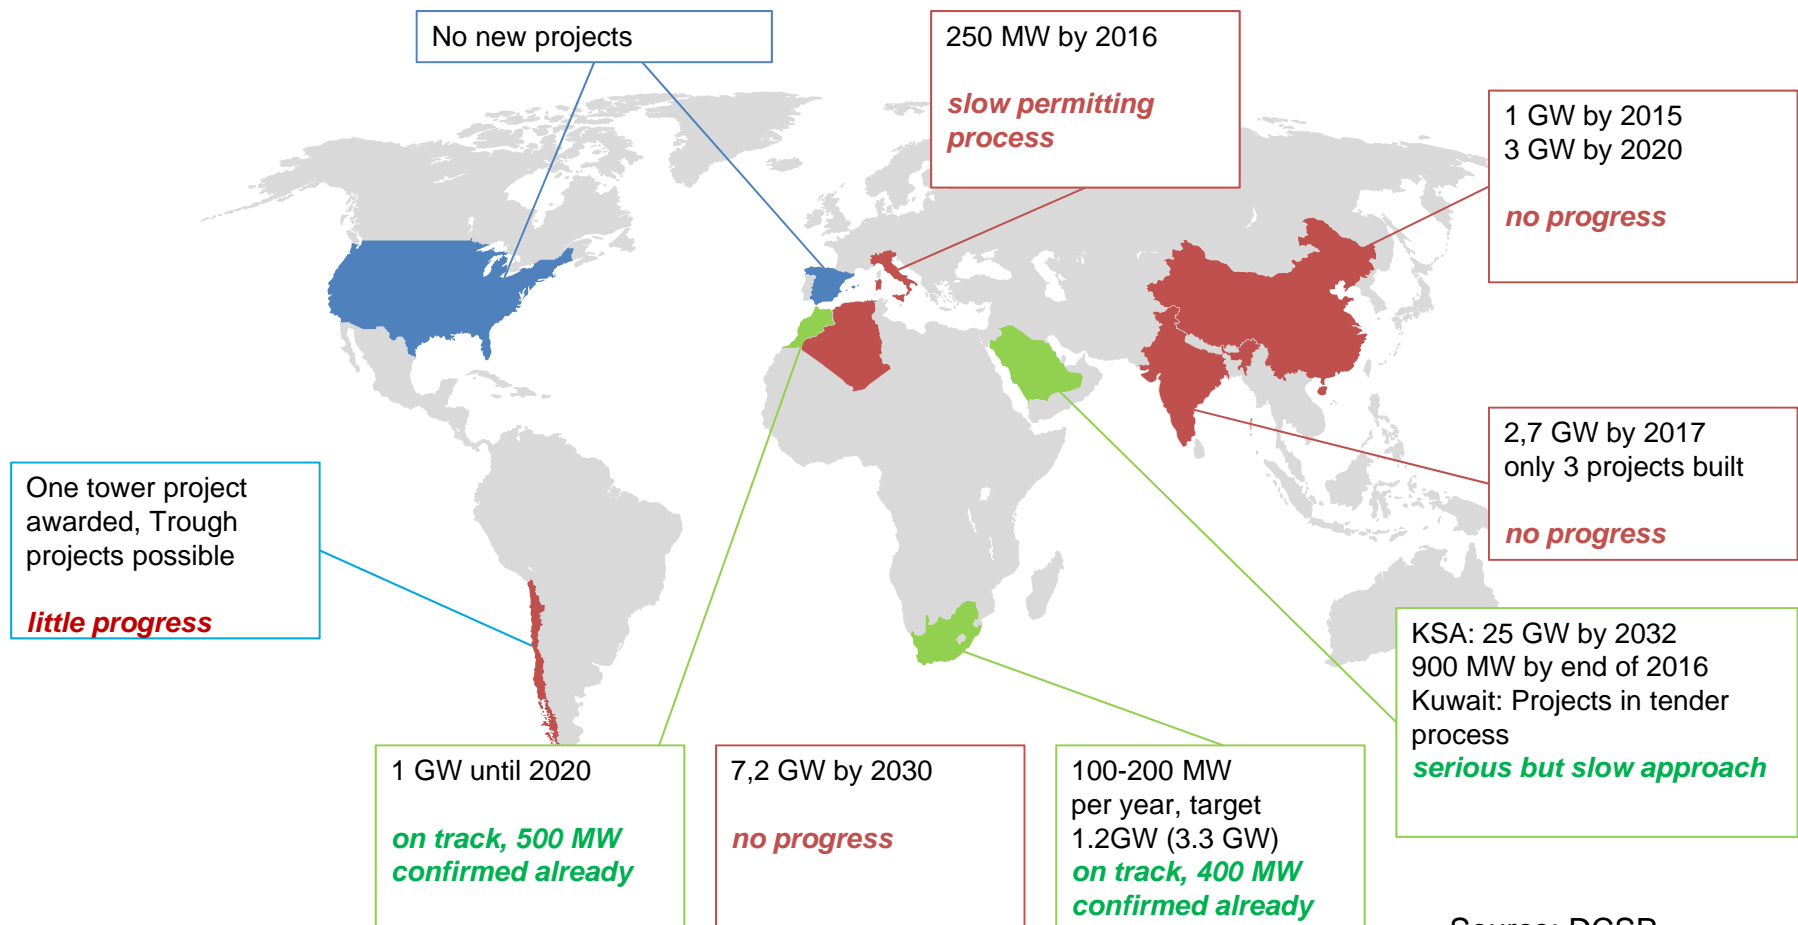 No new projects
250 MW by 2016
slow permitting
process
1 GW by 2015
3 GW by 2020
no progress
2,7 GW by 2017
only 3 projects built
no progress
One tower project
awarded, Trough
projects possible
little progress
KSA: 25 GW by 2032
900 MW by end of 2016
Kuwait: Projects in tender
process
serious but slow approach
1 GW until 2020
on track, 500 MW
confirmed already
7,2 GW by 2030
no progress
100-200 MW
per year, target
1.2GW (3.3 GW)
on track, 400 MW
confirmed already
Source: DCSP